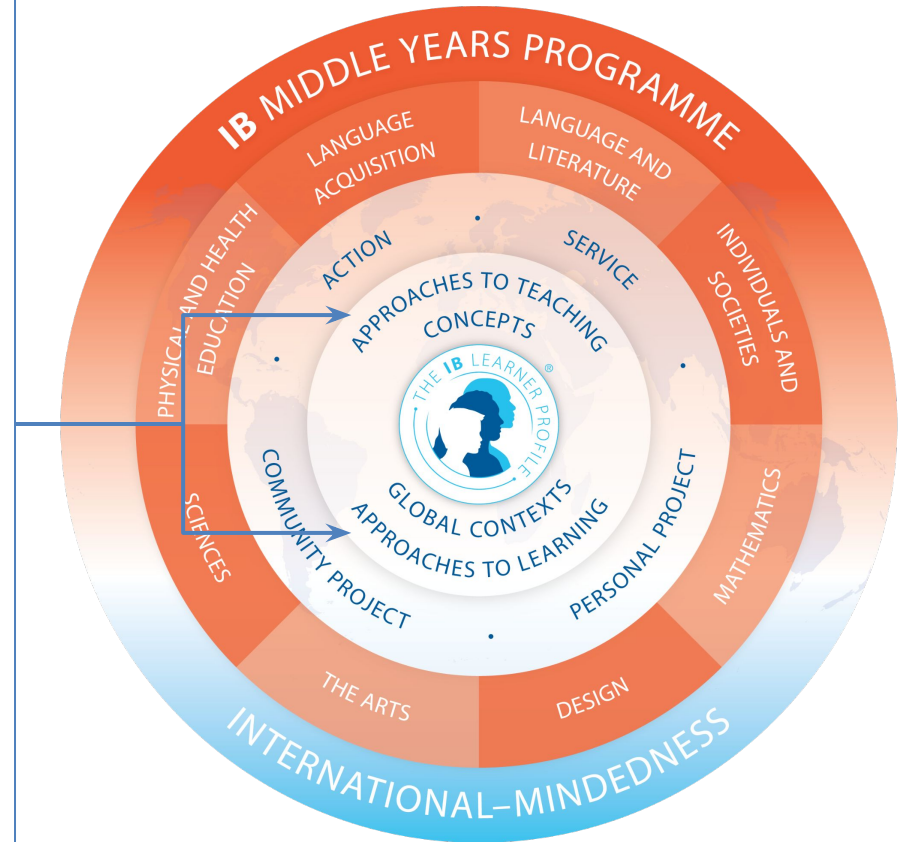 IB MIDDLE YEARS PROGRAMME
LANGUAGE
ACQUISITION
LANGUAGE AND
LITERATURE
PHYSICAL AND HEALTH
EDUCATION
INDIVIDUALS AND
SOCIETIES
SCIENCES
MATHEMATICS
THE ARTS
DESIGN
ACTION
SERVICE
COMMUNITY PROJECT
PERSONAL PROJECT
APPROACHES TO TEACHING
CONCEPTS
THE IB LEARNER PROFILE ®
GLOBAL CONTEXTS
APPROACHES TO LEARNING
INTERNATIONAL–MINDEDNESS